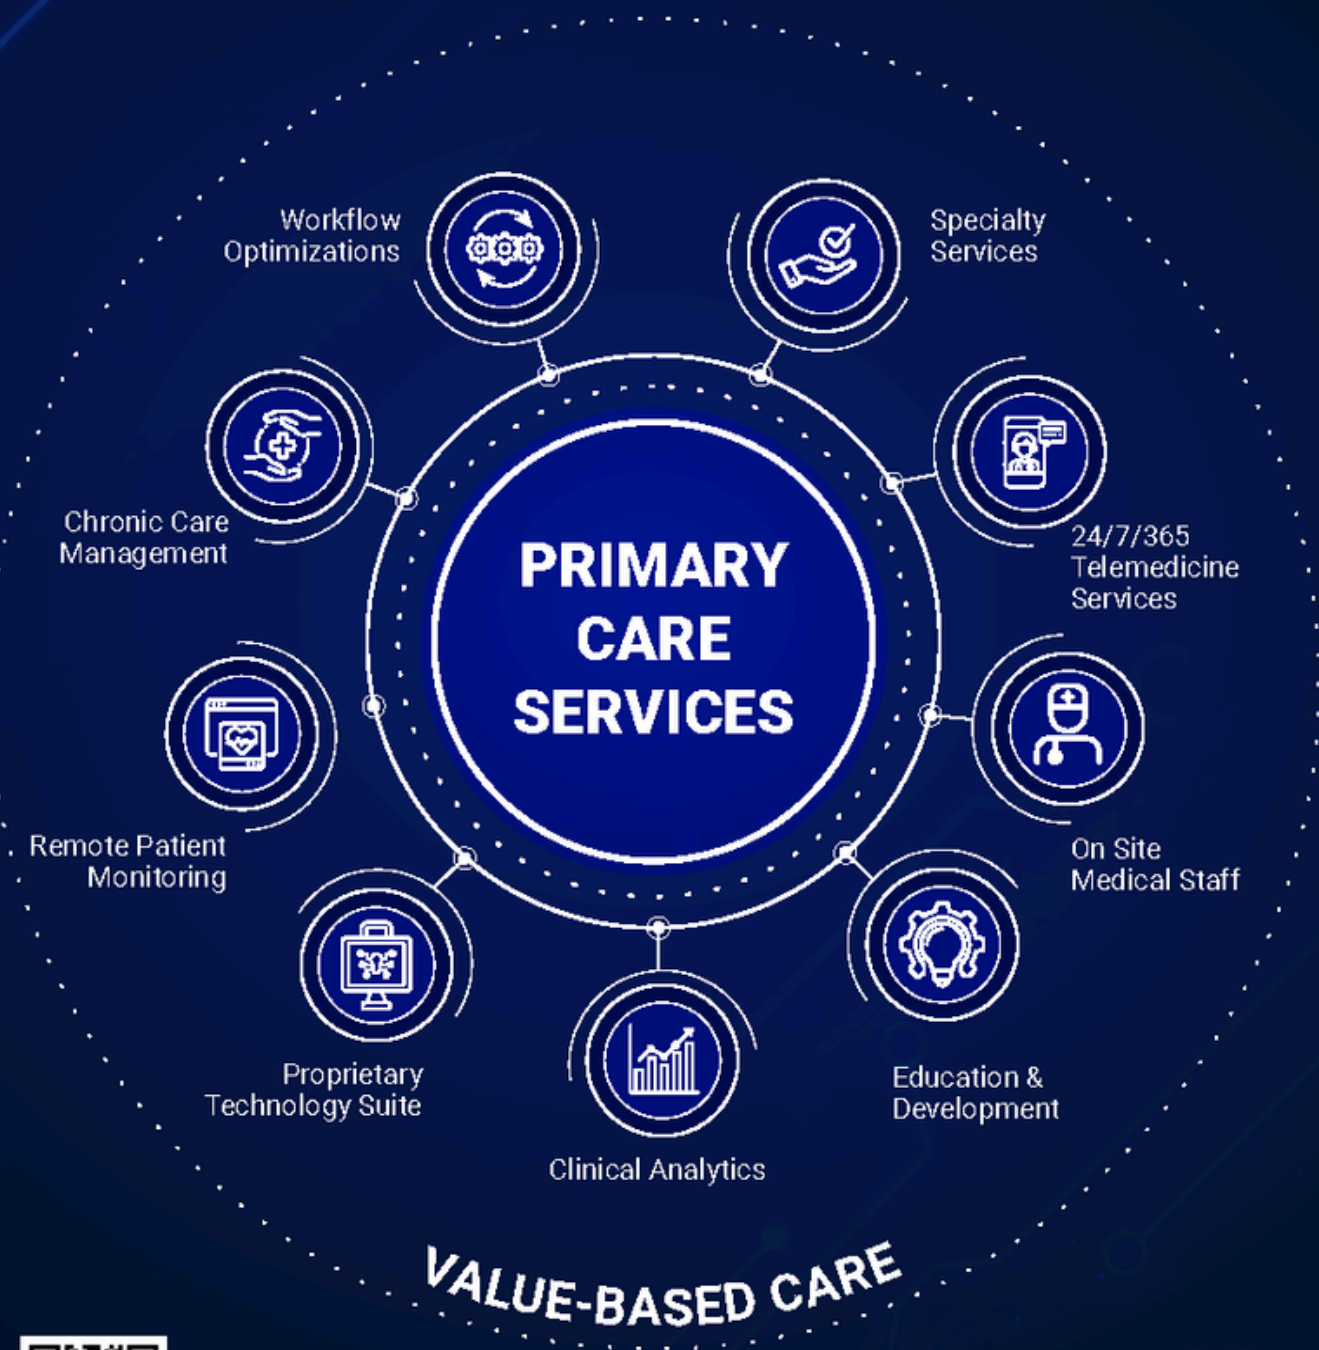 Workflow
Optimizations
Specialty
Services
Chronic Care
Management
24/7/365
Telemedicine
Services
PRIMARY
CARE
SERVICES
Remote Patient
Monitoring
On Site
Medical Staff
Proprietary
Technology Suite
Education &
Development
Clinical Analytics
VALUE-BASED CARE